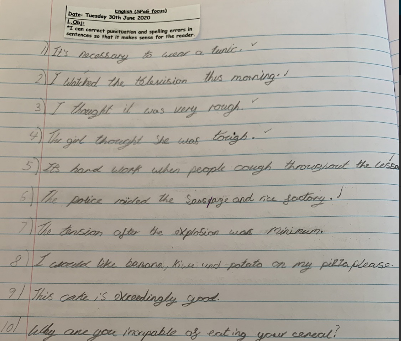 English (SPaG focus)
Date: Tuesday 30th June 2020
L.Obj:
I can correct punctuation and spelling errors in
sentences so that it makes sense for the reader
1) It's necessary to wear a tunic.
2) I watched the television this morning.
3) I thought it was very rough.
4) The girl thought she was tough.
5) Its hard work when people cough throughout the
6) The police raided the and rice factory.
7) The tension after the explosion was minimum.
8) I would like banana, kiwi and potato on my pizza please.
9) This cake is exceedingly good.
10) Why are you incapable of eating your cereal?